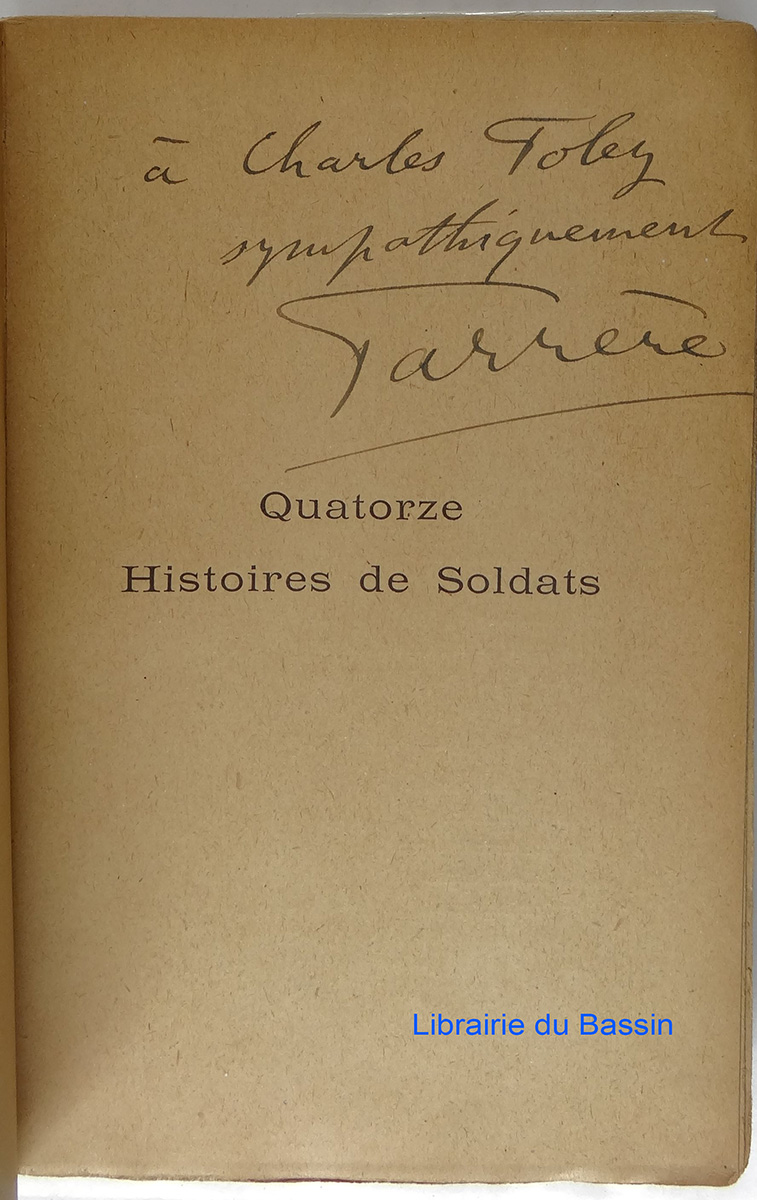 à Charles Foley
sympathiquement
Farrère
Quatorze
Histoires de Soldats
Librairie du Bassin